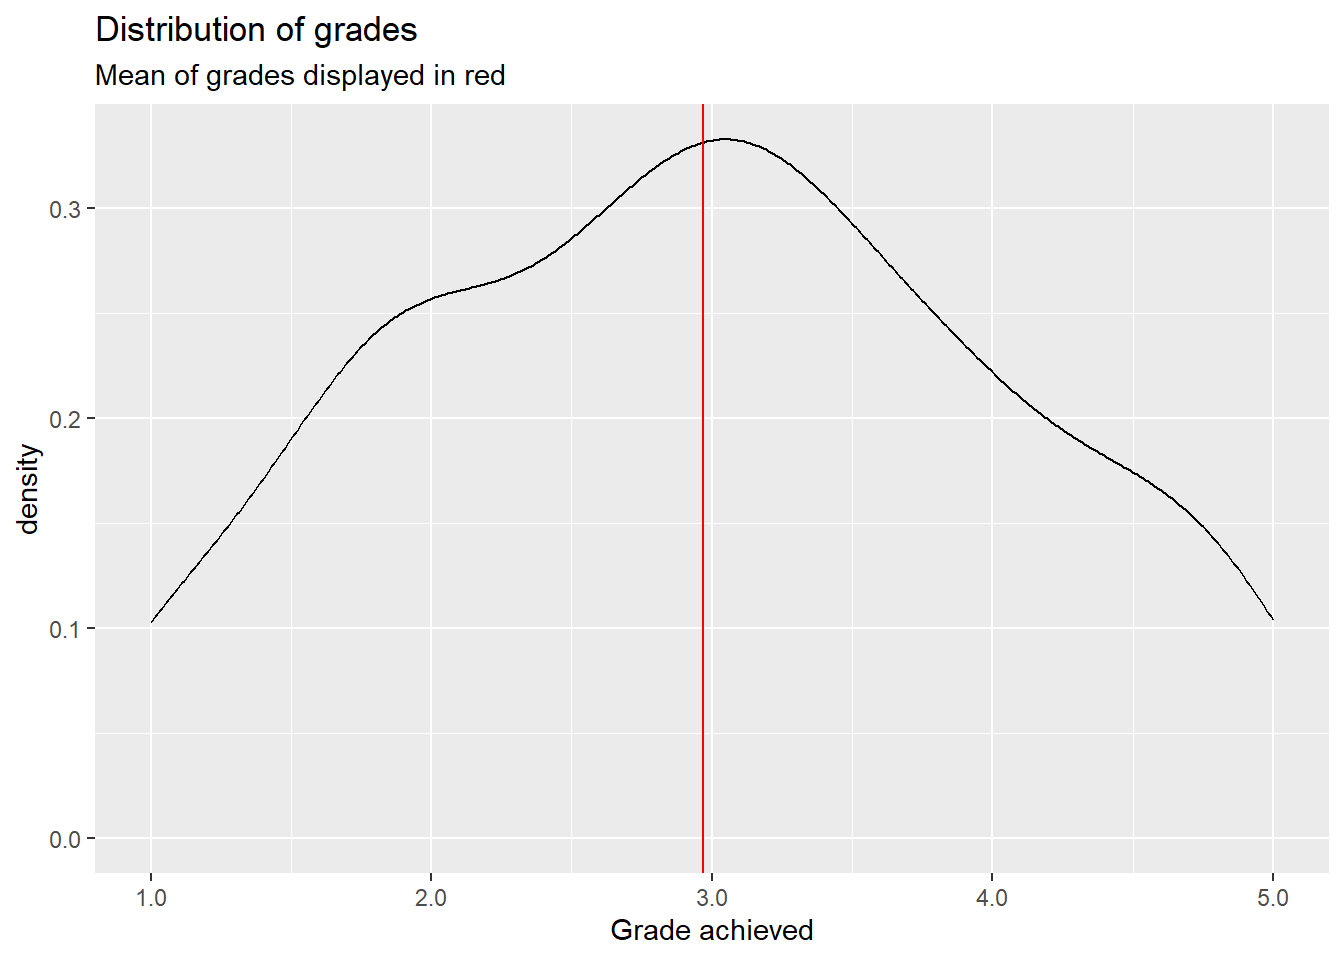 Distribution of grades
Mean of grades displayed in red
0.3
0.2
0.1
0.0
density
1.0 2.0 3.0 4.0 5.0
Grade achieved